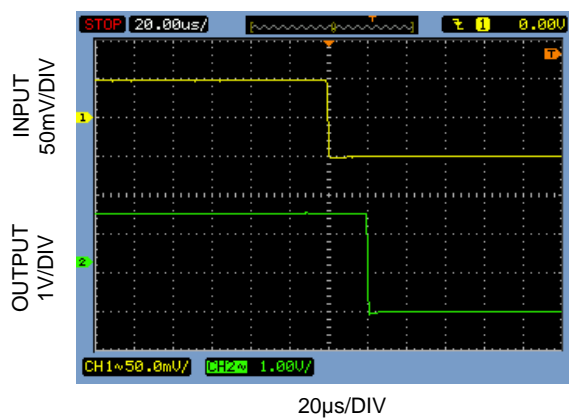 STOP 20.00us/ 1 0.00V
T
INPUT
50mV/DIV
1
OUTPUT
1V/DIV
2
CH1~50.0mV/ CH2~ 1.00V/
20µs/DIV